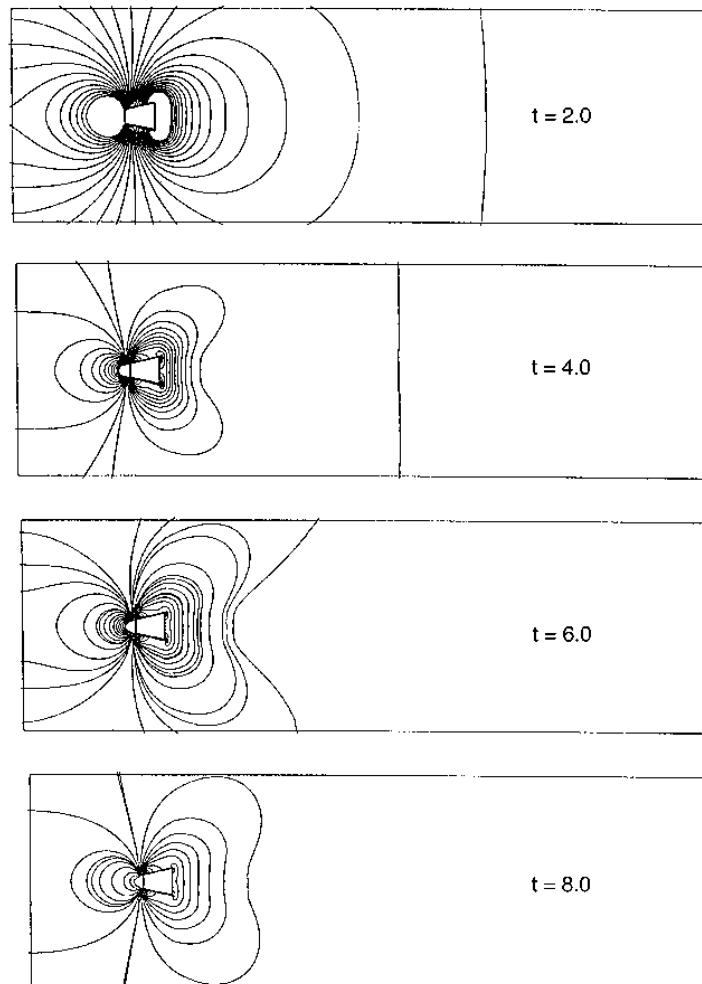 t = 2.0
t = 4.0
t = 6.0
t = 8.0